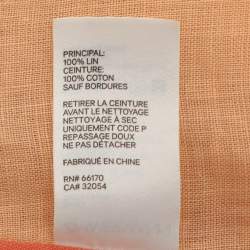 PRINCIPAL:
100% LIN
CEINTURE:
100% COTON
SAUF BORDURES
RETIRER LA CEINTURE
AVANT LE NETTOYAGE
NETTOYAGE À SEC
UNIQUEMENT CODE P
REPASSAGE DOUX
NE PAS DÉTACHER
FABRIQUÉ EN CHINE
RN# 66170
CA# 32054